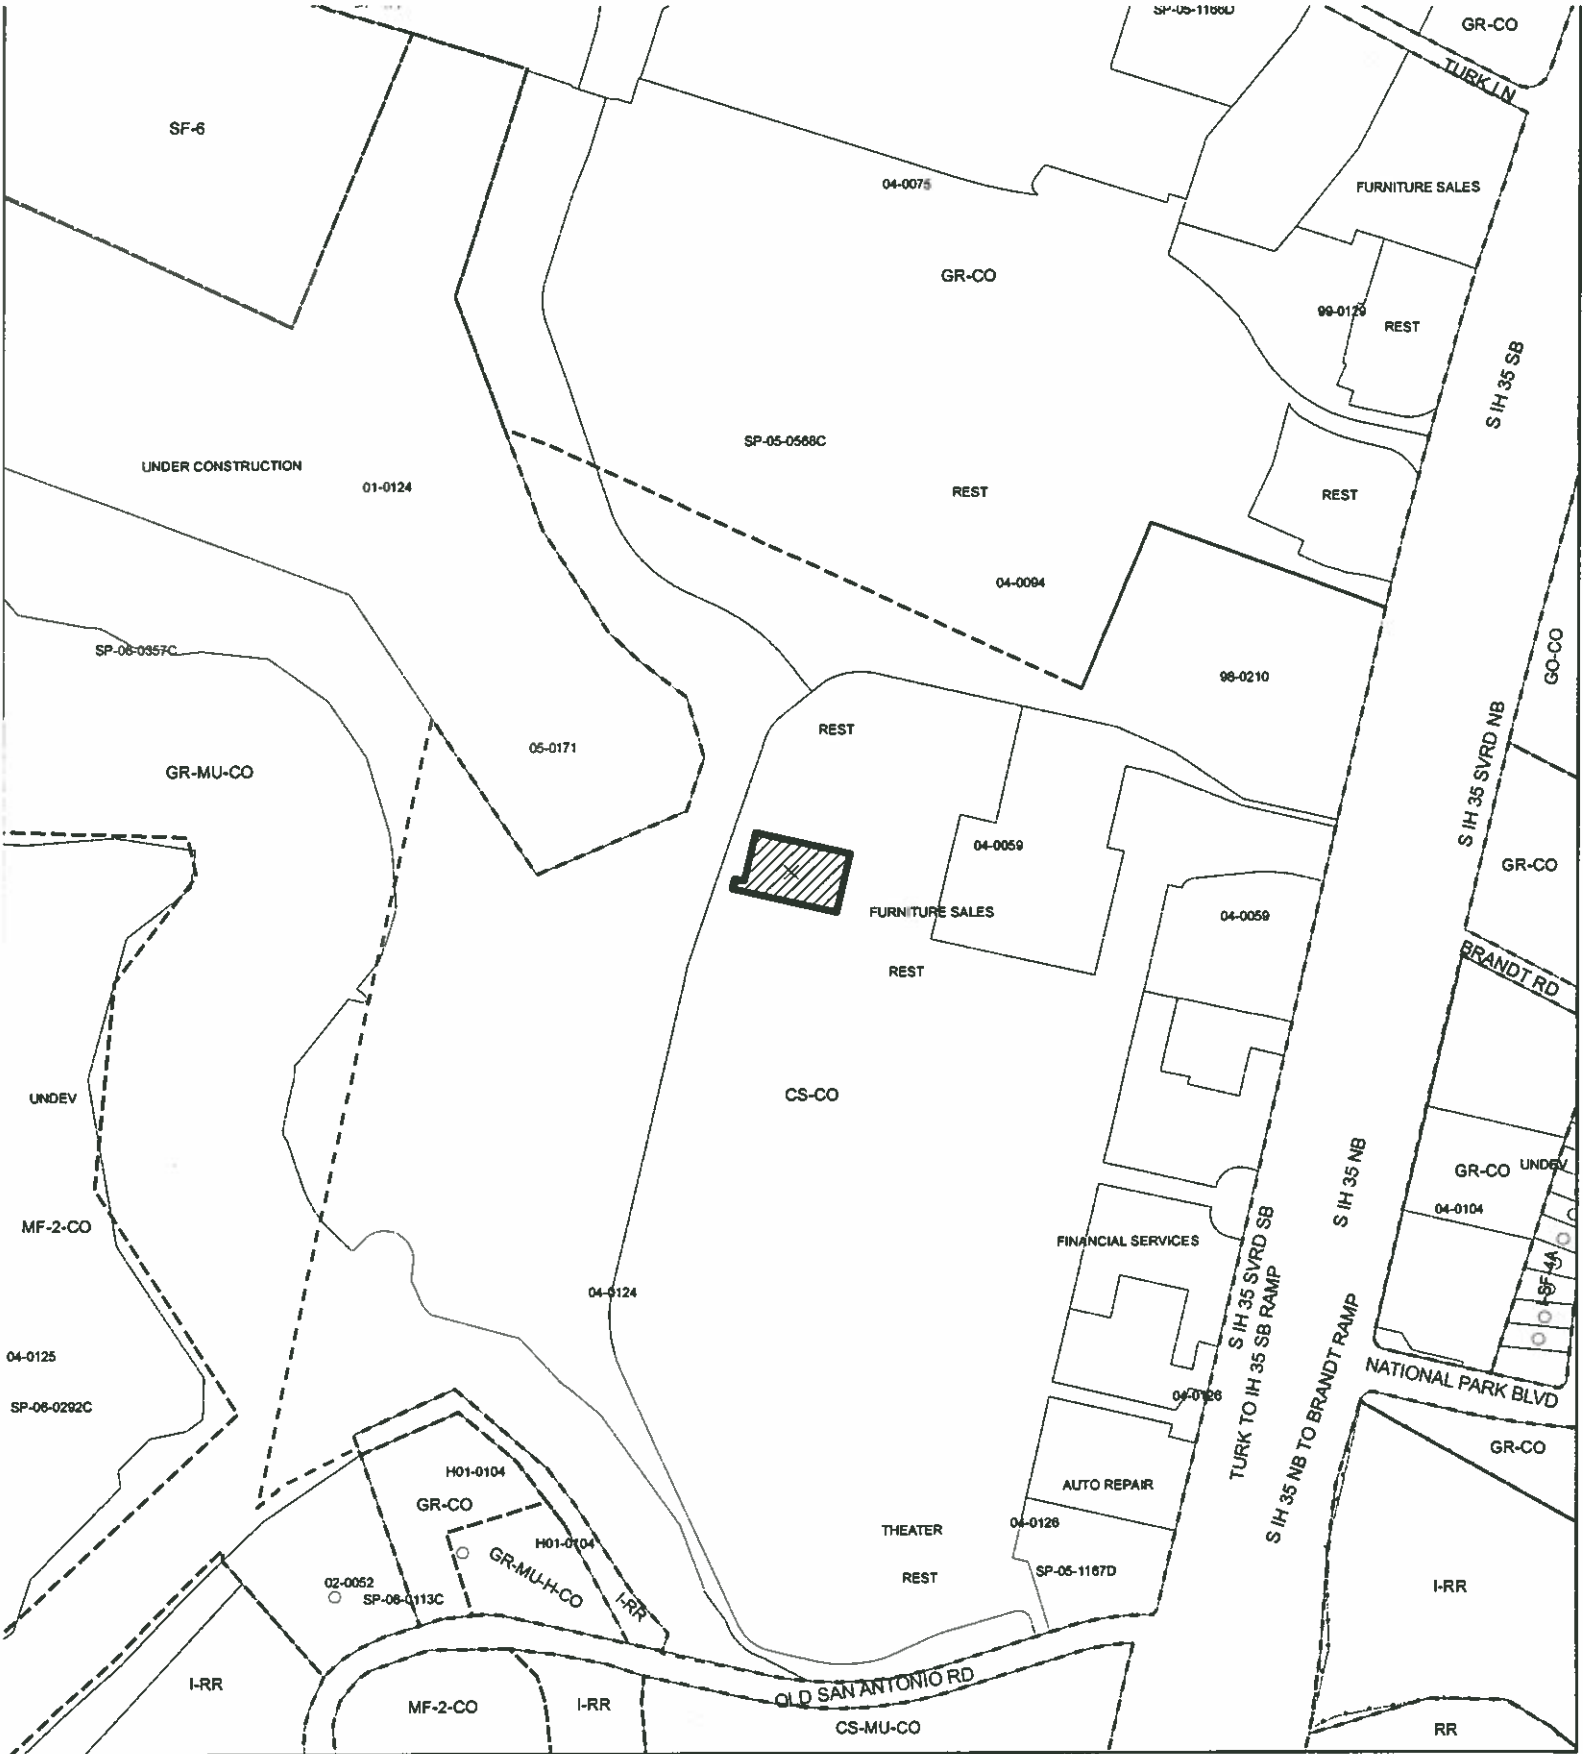 SP-05-1166D
GR-CO
TURK LN
SF-6
04-0075
FURNITURE SALES
GR-CO
99-0129
REST
S IH 35 SB
SP-05-0568C
UNDER CONSTRUCTION
01-0124
REST
REST
04-0094
SP-06-0357C
GO-CO
98-0210
REST
05-0171
GR-MU-CO
S IH 35 SVRD NB
04-0059
GR-CO
FURNITURE SALES
04-0059
REST
BRANDT RD
CS-CO
UNDEV
S IH 35 NB
GR-CO
UNDEV
04-0104
MF-2-CO
FINANCIAL SERVICES
S IH 35 SVRD SB
TURK TO IH 35 SB RAMP
SF-4A
04-0124
S IH 35 NB TO BRANDT RAMP
04-0125
NATIONAL PARK BLVD
04-0126
SP-06-0292C
GR-CO
H01-0104
AUTO REPAIR
GR-CO
04-0126
THEATER
H01-0104
GR-MU-H-CO
SP-05-1167D
REST
02-0052
SP-06-0113C
I-RR
I-RR
I-RR
OLD SAN ANTONIO RD
MF-2-CO
I-RR
CS-MU-CO
RR